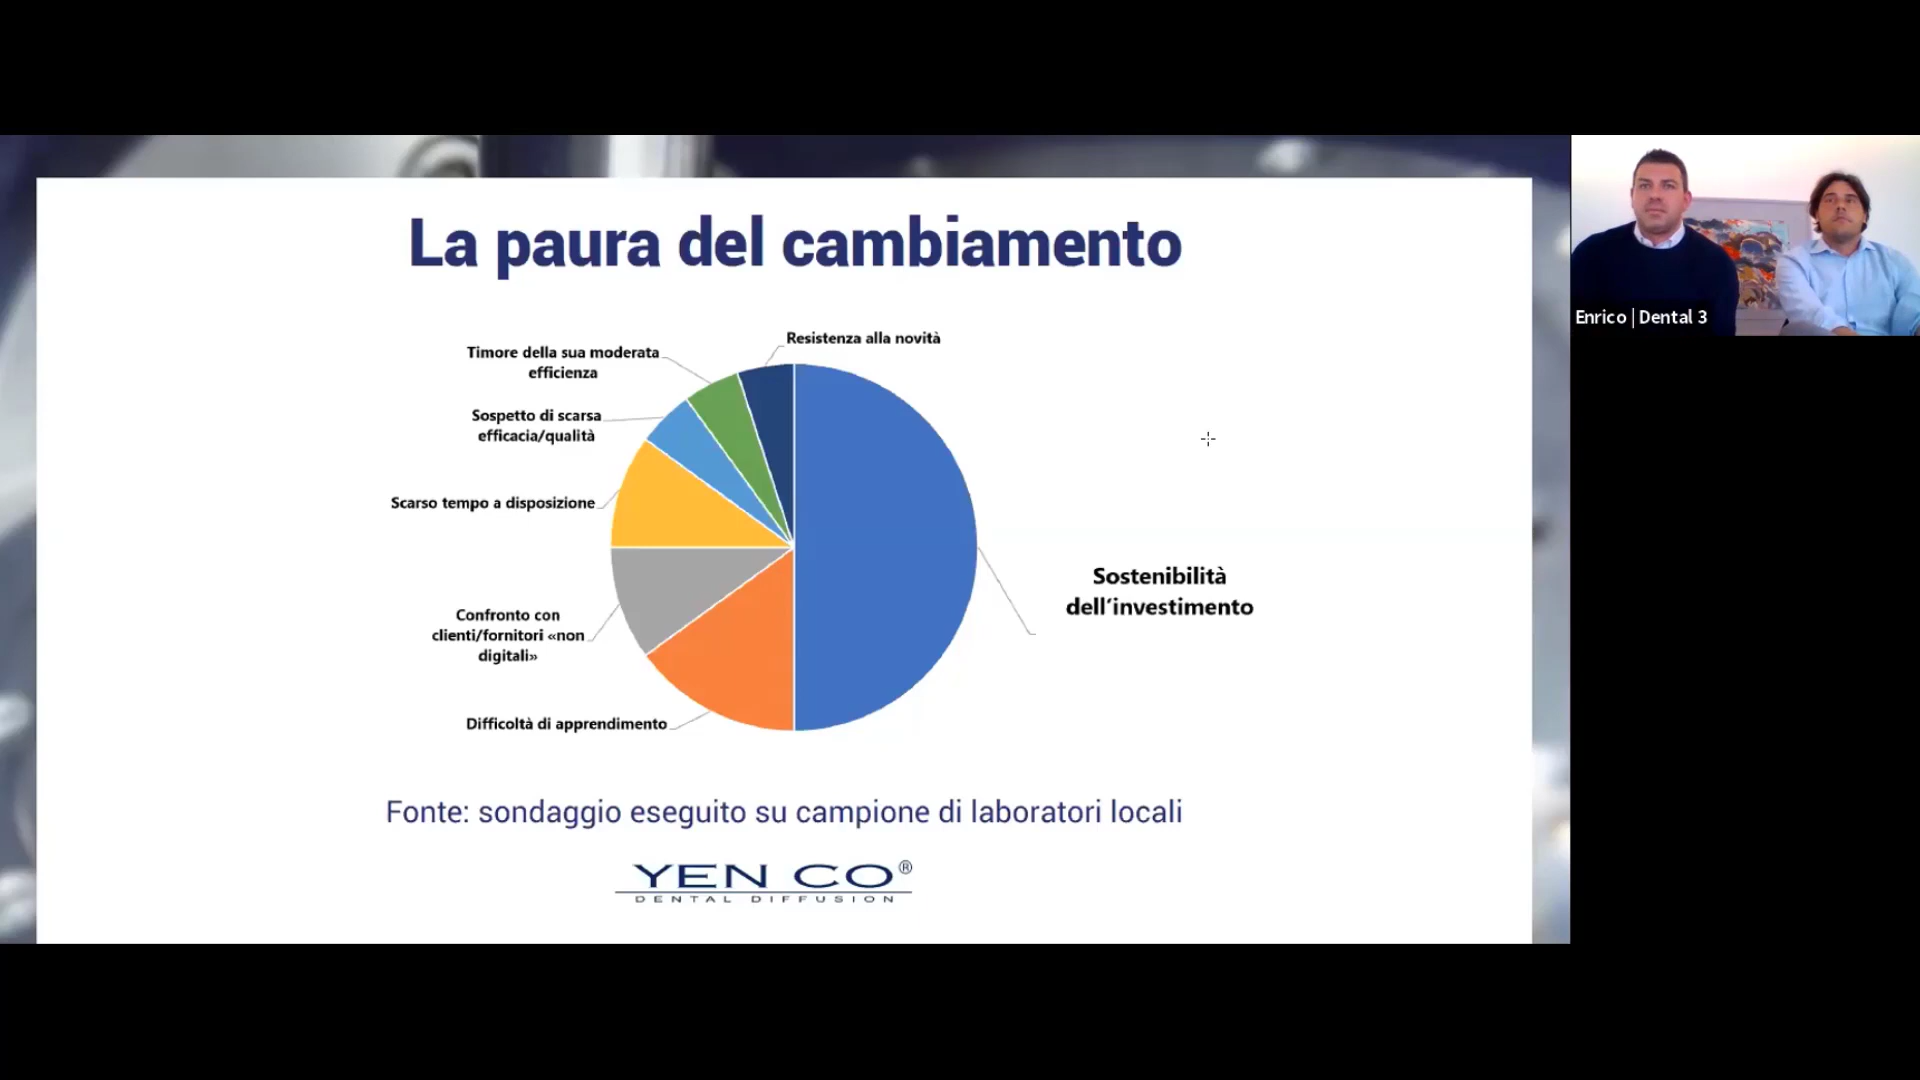 La paura del cambiamento
Resistenza alla novità
Timore della sua moderata
efficienza
Sospetto di scarsa
efficacia/qualità
Scarso tempo a disposizione
Sostenibilità
dell’investimento
Confronto con
clienti/fornitori «non
digitali»
Difficoltà di apprendimento
Fonte: sondaggio eseguito su campione di laboratori locali
YEN CO®
DENTAL DIFFUSION
Enrico | Dental 3